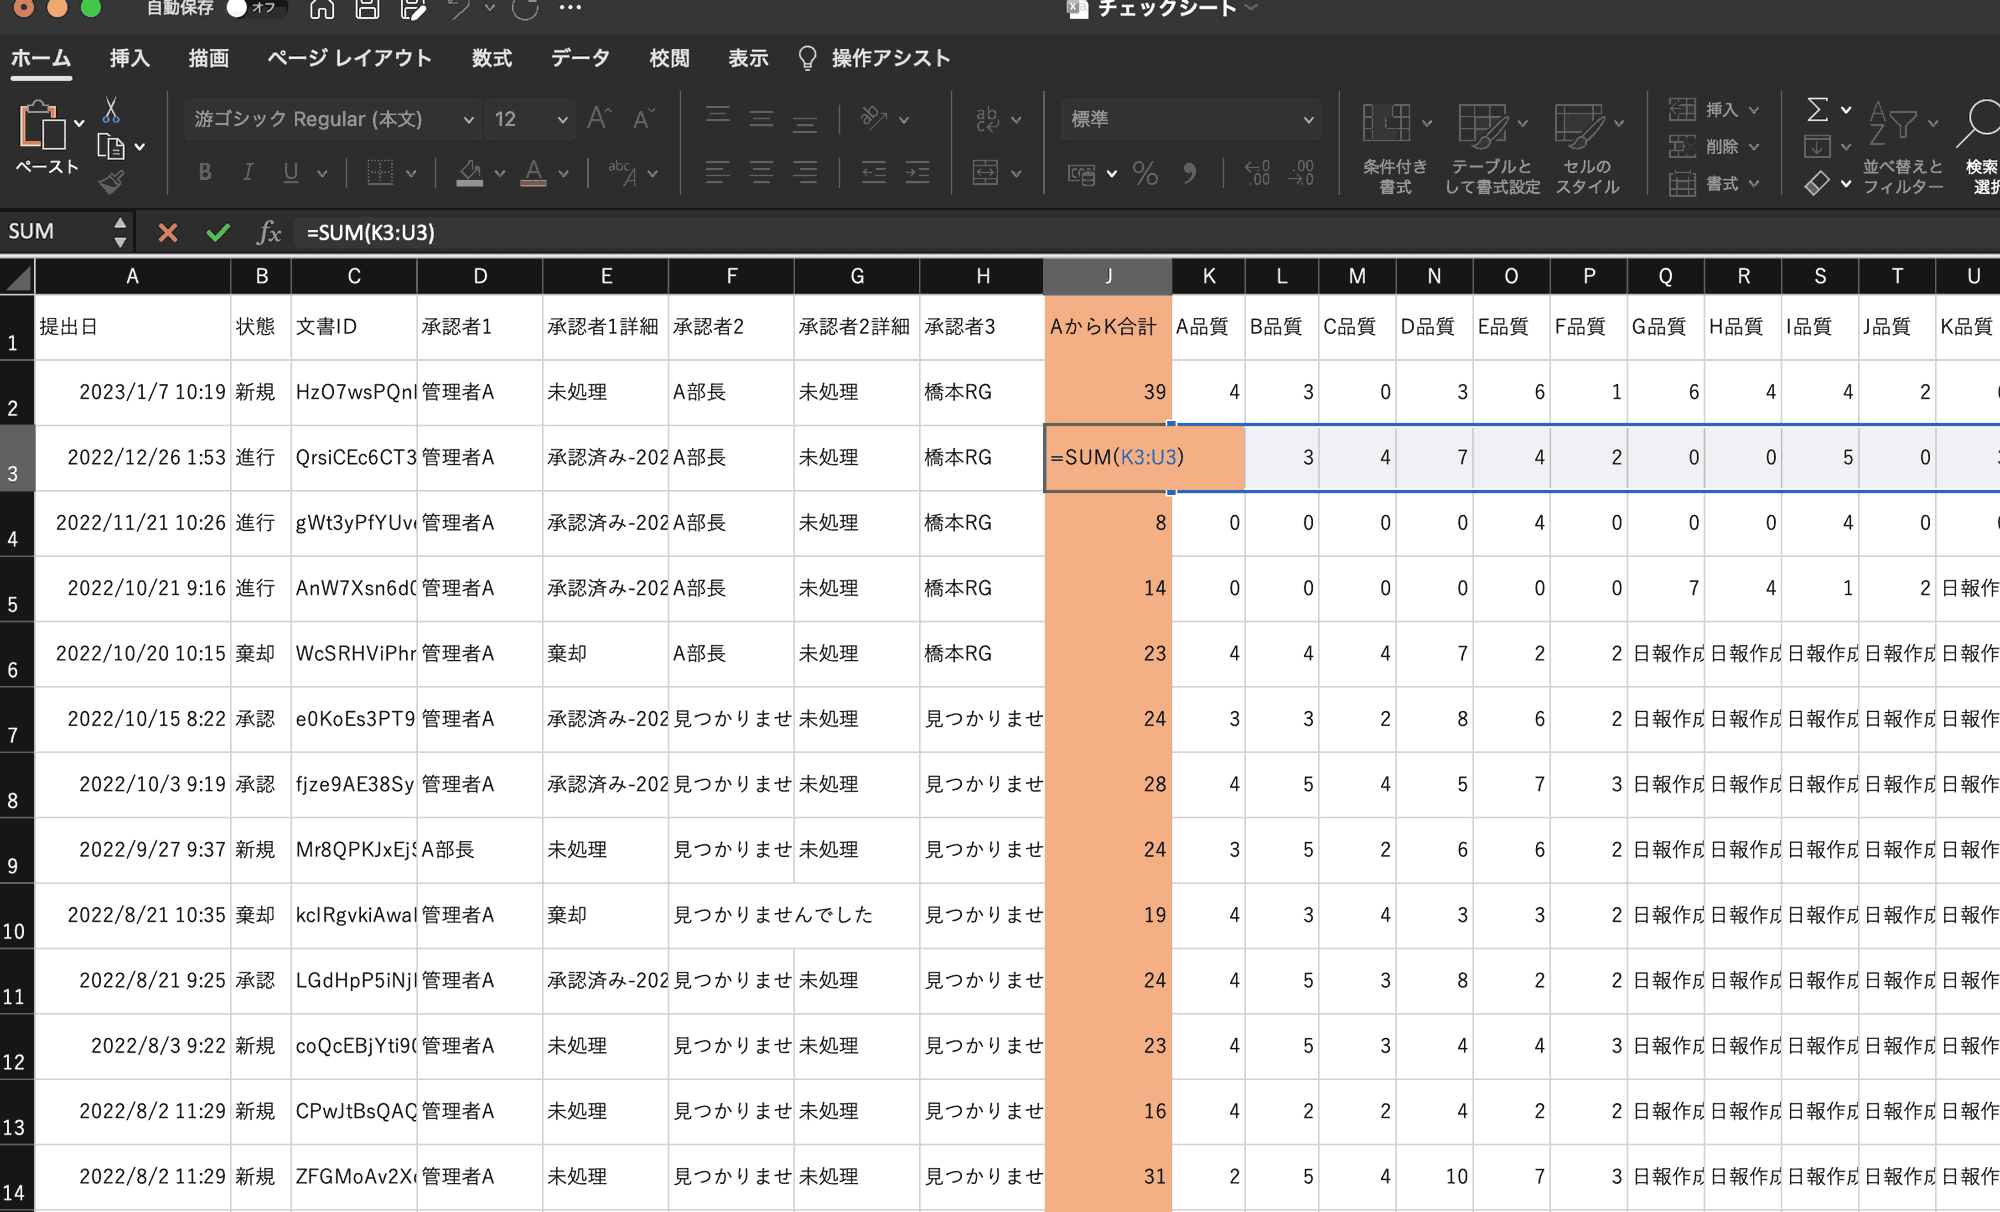 自動保存 オフ チェックシート
ホーム 挿入 描画 ページ レイアウト 数式 データ 校閲 表示 操作アシスト
ペースト 游ゴシック Regular (本文) 12 標準 条件付き 書式 テーブルと して書式設定 セルの スタイル 挿入 削除 書式 並べ替えと フィルター 検索
SUM =SUM(K3:U3)
A B C D E F G H J K L M N O P Q R S T U
1 提出日 状態 文書ID 承認者1 承認者1詳細 承認者2 承認者2詳細 承認者3 AからK合計 A品質 B品質 C品質 D品質 E品質 F品質 G品質 H品質 I品質 J品質 K品質
2 2023/1/7 10:19 新規 HzO7wsPQn 管理者A 未処理 A部長 未処理 橋本RG 39 4 3 0 3 6 1 6 4 4 2
3 2022/12/26 1:53 進行 QrsiCEc6CT3 管理者A 承認済み-202 A部長 未処理 橋本RG =SUM(K3:U3) 3 4 7 4 2 0 0 5 0
4 2022/11/21 10:26 進行 gWt3yPfYUv 管理者A 承認済み-202 A部長 未処理 橋本RG 8 0 0 0 0 4 0 0 0 4 0
5 2022/10/21 9:16 進行 AnW7Xsn6d 管理者A 承認済み-202 A部長 未処理 橋本RG 14 0 0 0 0 0 0 7 4 1 2 日報作
6 2022/10/20 10:15 棄却 WcSRHViPhr 管理者A 棄却 A部長 未処理 橋本RG 23 4 4 4 7 2 2 日報作成 日報作成 日報作成 日報作成 日報作
7 2022/10/15 8:22 承認 e0KoEs3PT9 管理者A 承認済み-202 見つかりませ 未処理 見つかりませ 24 3 3 2 8 6 2 日報作成 日報作成 日報作成 日報作成 日報作
8 2022/10/3 9:19 承認 fjze9AE38Sy 管理者A 承認済み-202 見つかりませ 未処理 見つかりませ 28 4 5 4 5 7 3 日報作成 日報作成 日報作成 日報作成 日報作
9 2022/9/27 9:37 新規 Mr8QPKJxEj A部長 未処理 見つかりませ 未処理 見つかりませ 24 3 5 2 6 6 2 日報作成 日報作成 日報作成 日報作成 日報作
10 2022/8/21 10:35 棄却 kcIRgvkiAwa 管理者A 棄却 見つかりませんでした 見つかりませ 19 4 3 4 3 3 2 日報作成 日報作成 日報作成 日報作成 日報作
11 2022/8/21 9:25 承認 LGdHpP5iNj 管理者A 承認済み-202 見つかりませ 未処理 見つかりませ 24 4 5 3 8 2 2 日報作成 日報作成 日報作成 日報作成 日報作
12 2022/8/3 9:22 新規 coQcEBjYti9 管理者A 未処理 見つかりませ 未処理 見つかりませ 23 4 5 3 4 4 3 日報作成 日報作成 日報作成 日報作成 日報作
13 2022/8/2 11:29 新規 CPwJtBsQAQ 管理者A 未処理 見つかりませ 未処理 見つかりませ 16 4 2 2 4 2 2 日報作成 日報作成 日報作成 日報作成 日報作
14 2022/8/2 11:29 新規 ZFGMoAv2X 管理者A 未処理 見つかりませ 未処理 見つかりませ 31 2 5 4 10 7 3 日報作成 日報作成 日報作成 日報作成 日報作